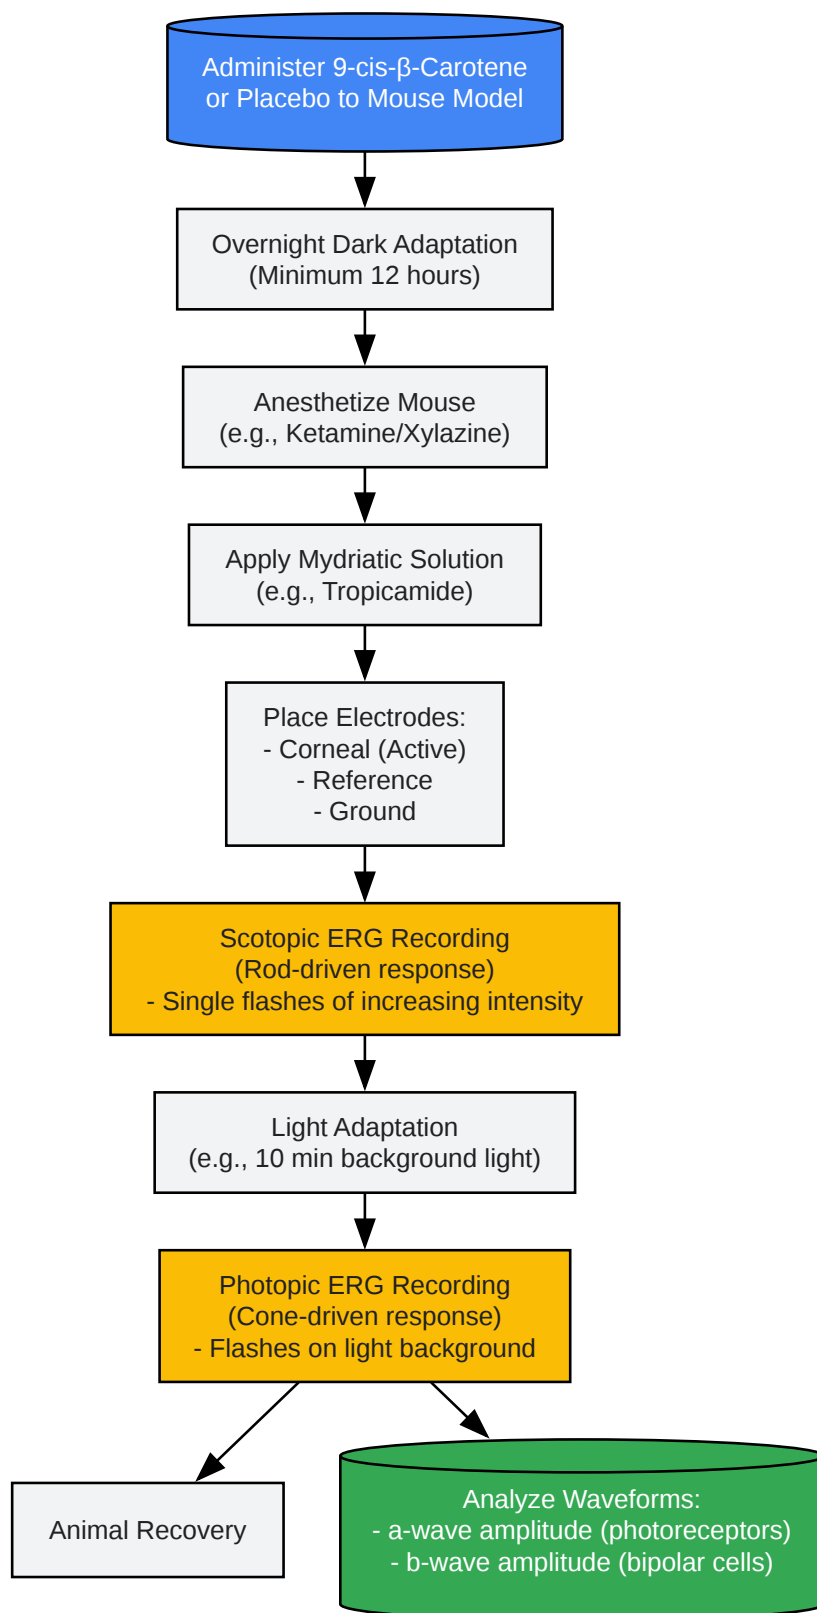 Administer 9-cis-β-Carotene
or Placebo to Mouse Model
Overnight Dark Adaptation
(Minimum 12 hours)
Anesthetize Mouse
(e.g., Ketamine/Xylazine)
Apply Mydriatic Solution
(e.g., Tropicamide)
Place Electrodes:
- Corneal (Active)
- Reference
- Ground
Scotopic ERG Recording
(Rod-driven response)
- Single flashes of increasing intensity
Light Adaptation
(e.g., 10 min background light)
Photopic ERG Recording
(Cone-driven response)
- Flashes on light background
Animal Recovery
Analyze Waveforms:
- a-wave amplitude (photoreceptors)
- b-wave amplitude (bipolar cells)